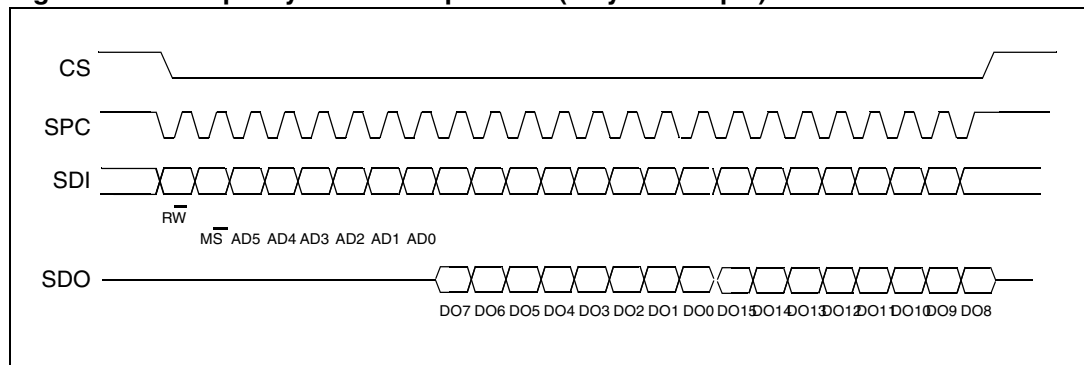 CS
SPC
SDI
RW
MS AD5 AD4 AD3 AD2 AD1 AD0
SDO
DO7 DO6 DO5 DO4 DO3 DO2 DO1 DO0 DO15 DO14 DO13 DO12 DO11 DO10 DO9 DO8